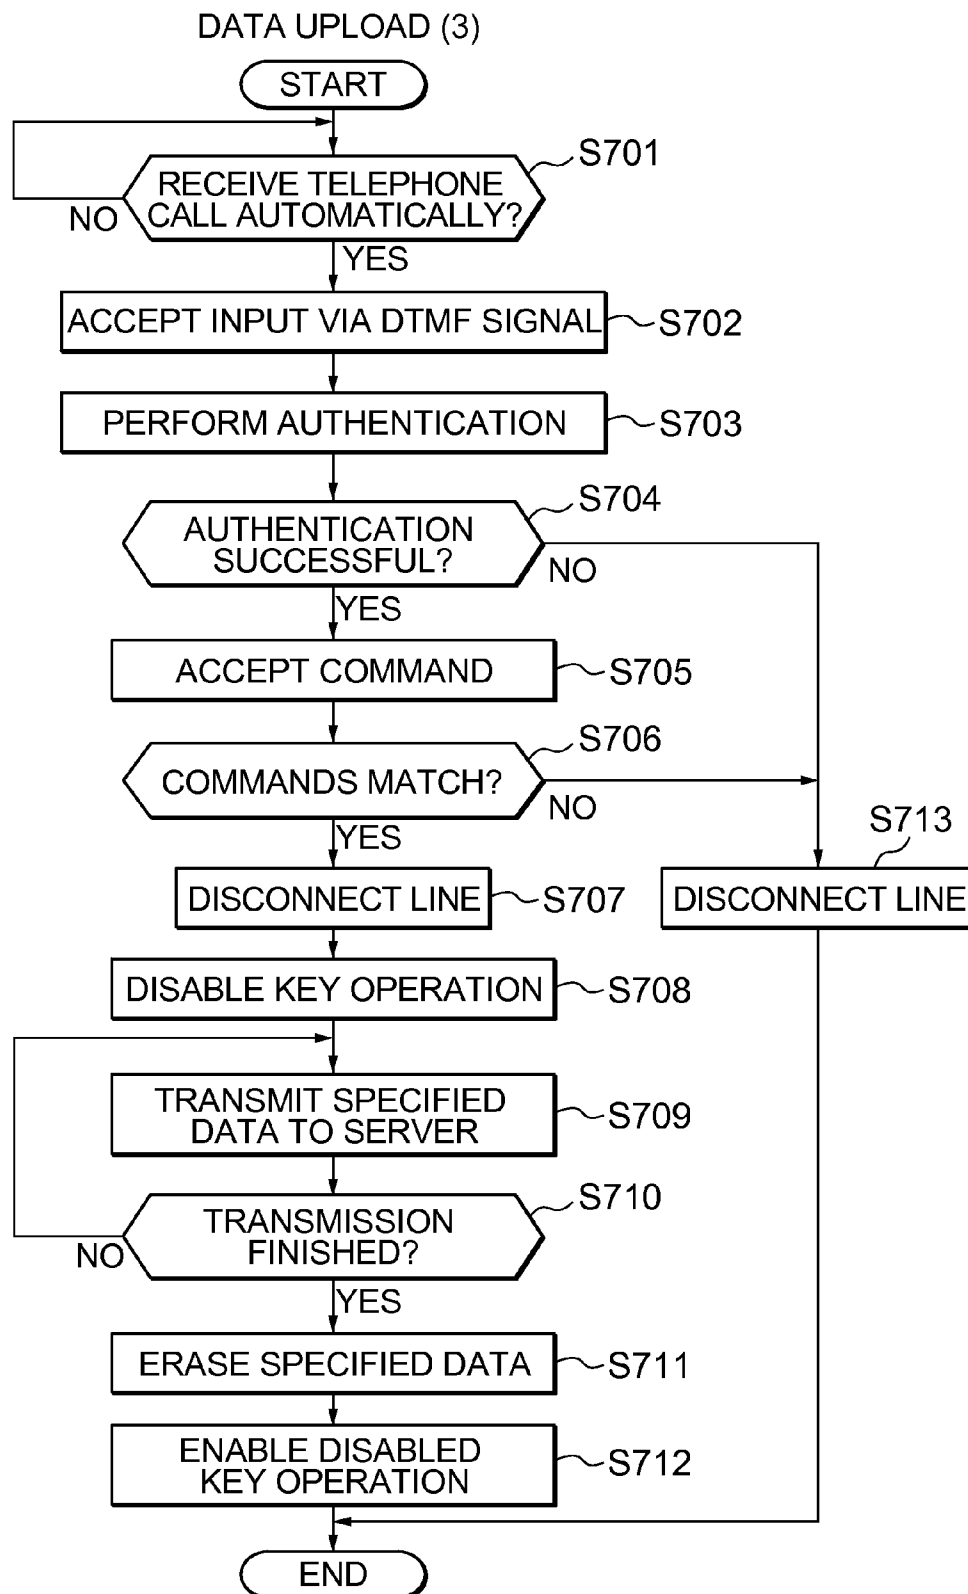 DATA UPLOAD (3)
START
S701
RECEIVE TELEPHONE
CALL AUTOMATICALLY?
NO
YES
ACCEPT INPUT VIA DTMF SIGNAL
S702
PERFORM AUTHENTICATION
S703
S704
AUTHENTICATION
SUCCESSFUL?
NO
YES
ACCEPT COMMAND
S705
S706
COMMANDS MATCH?
NO
YES
S713
DISCONNECT LINE
S707
DISCONNECT LINE
DISABLE KEY OPERATION
S708
TRANSMIT SPECIFIED
DATA TO SERVER
S709
S710
TRANSMISSION
FINISHED?
NO
YES
ERASE SPECIFIED DATA
S711
ENABLE DISABLED
KEY OPERATION
S712
END